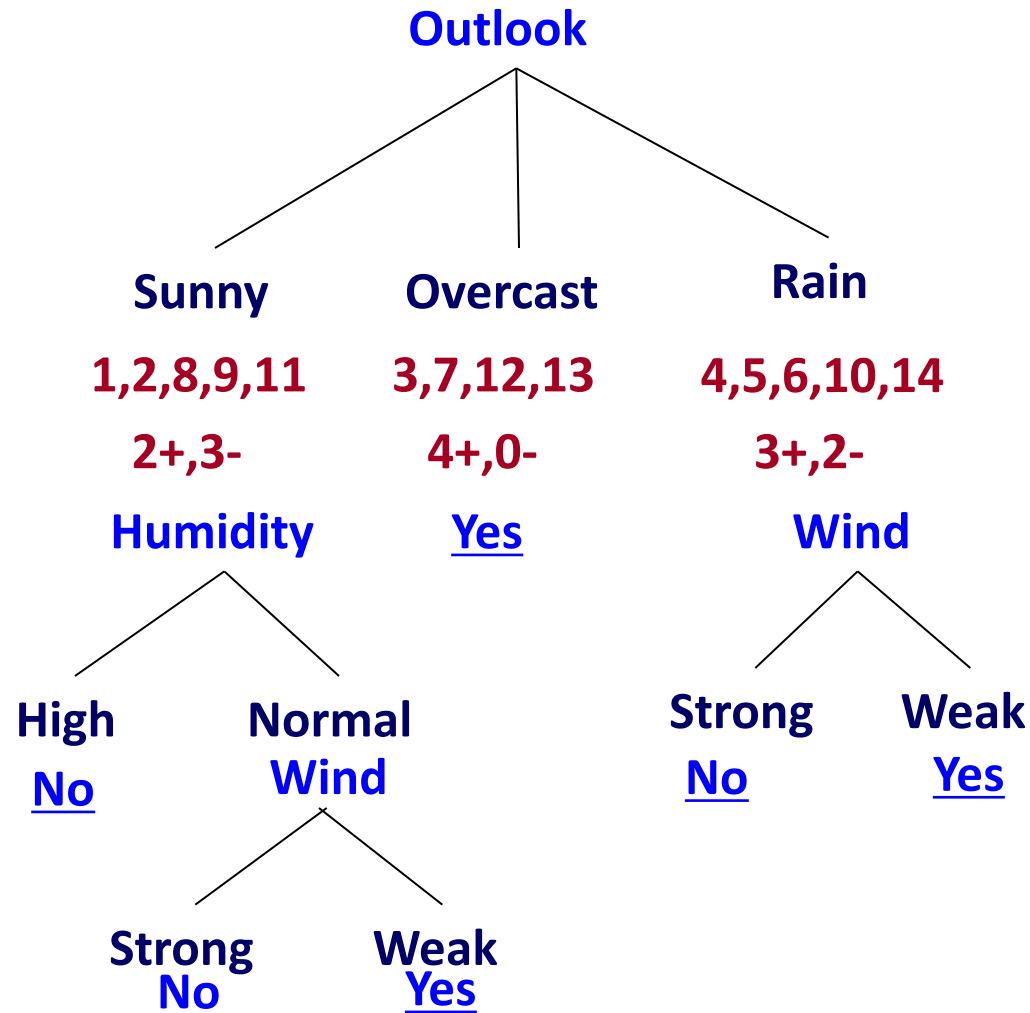 Outlook
Sunny
Overcast
Rain
1,2,8,9,11
3,7,12,13
4,5,6,10,14
2+,3-
4+,0-
3+,2-
Humidity
Yes
Wind
High
Normal
Strong
Weak
No
Wind
No
Yes
Strong
Weak
No
Yes